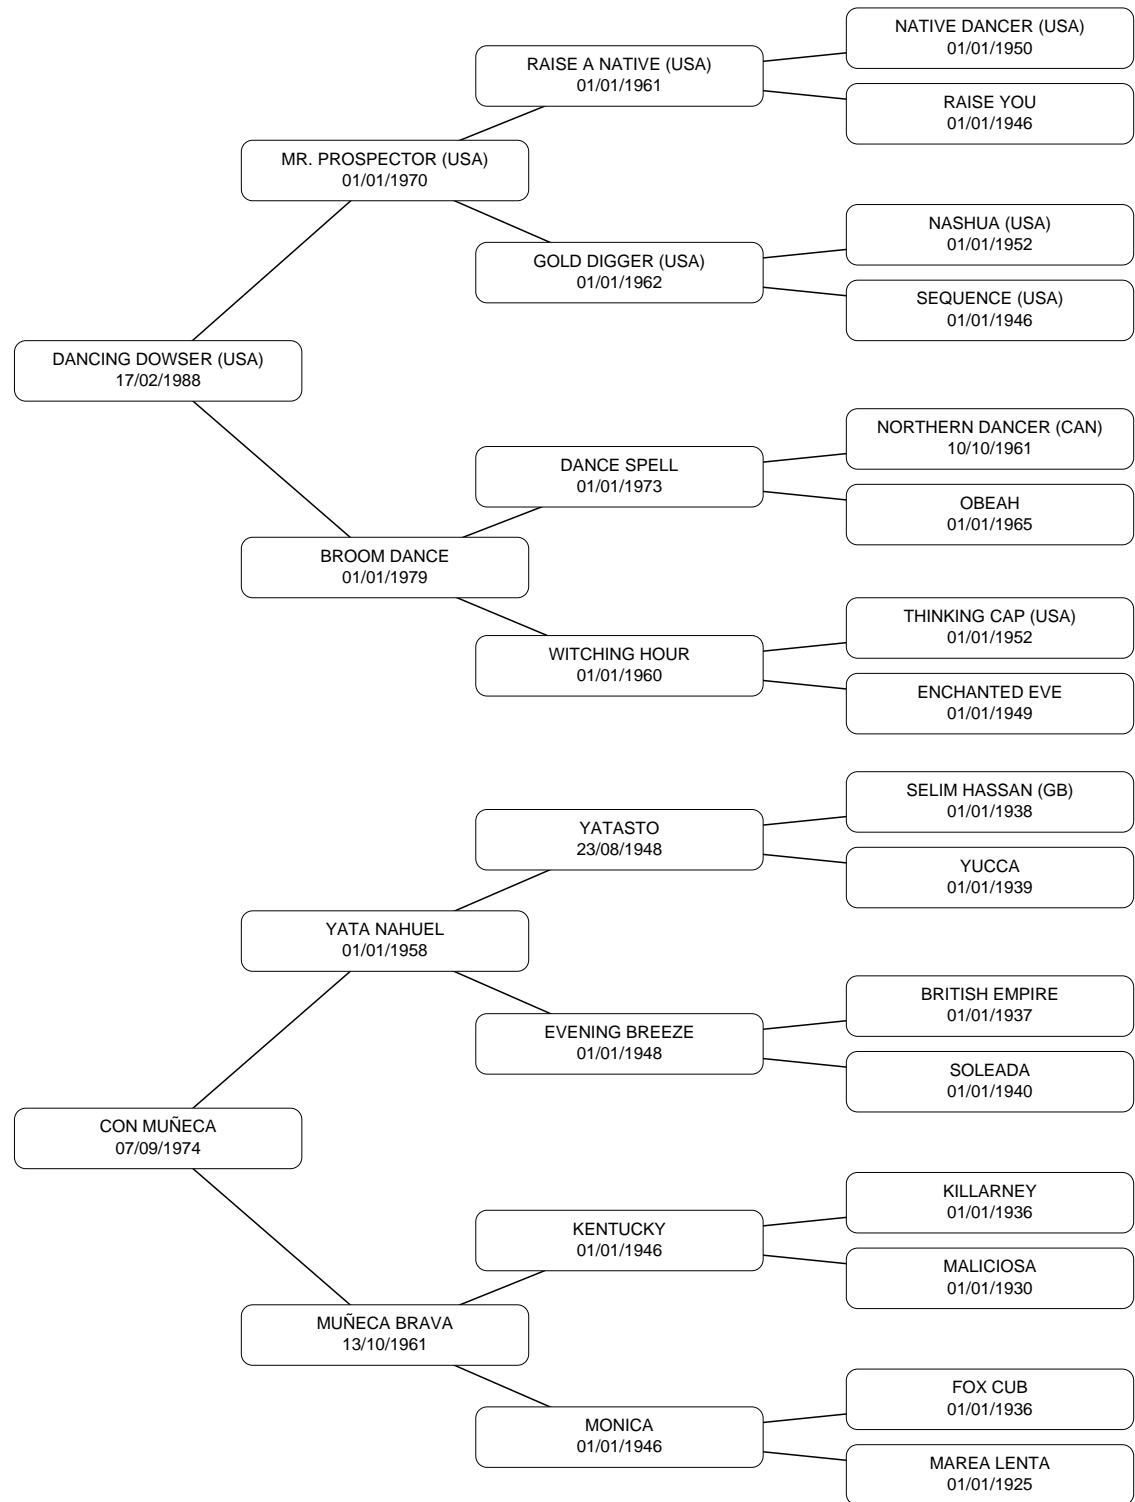 NATIVE DANCER (USA)
01/01/1950
RAISE A NATIVE (USA)
01/01/1961
RAISE YOU
01/01/1946
MR. PROSPECTOR (USA)
01/01/1970
NASHUA (USA)
01/01/1952
GOLD DIGGER (USA)
01/01/1962
SEQUENCE (USA)
01/01/1946
DANCING DOWSER (USA)
17/02/1988
NORTHERN DANCER (CAN)
10/10/1961
DANCE SPELL
01/01/1973
OBEAH
01/01/1965
BROOM DANCE
01/01/1979
THINKING CAP (USA)
01/01/1952
WITCHING HOUR
01/01/1960
ENCHANTED EVE
01/01/1949
SELIM HASSAN (GB)
01/01/1938
YATASTO
23/08/1948
YUCCA
01/01/1939
YATA NAHUEL
01/01/1958
BRITISH EMPIRE
01/01/1937
EVENING BREEZE
01/01/1948
SOLEADA
01/01/1940
CON MUÑECA
07/09/1974
KILLARNEY
01/01/1936
KENTUCKY
01/01/1946
MALICIOSA
01/01/1930
MUÑECA BRAVA
13/10/1961
FOX CUB
01/01/1936
MONICA
01/01/1946
MAREA LENTA
01/01/1925